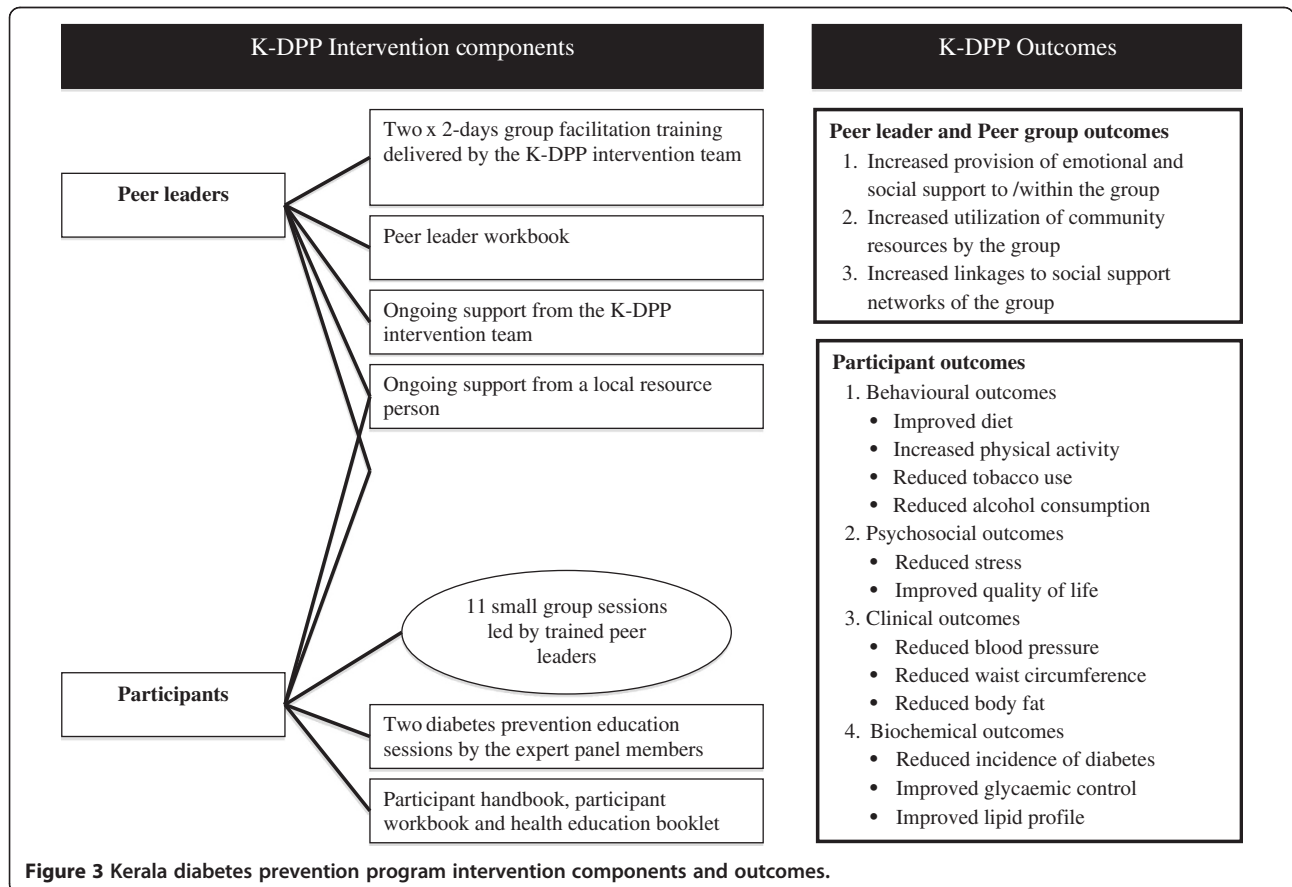 K-DPP Intervention components
Two x 2-days group facilitation training
delivered by the K-DPP intervention team
Peer leaders
Peer leader workbook
Ongoing support from the K-DPP
intervention team
Ongoing support from a local resource
person
11 small group sessions
led by trained peer
leaders
Participants
Two diabetes prevention education
sessions by the expert panel members
Participant handbook, participant
workbook and health education booklet
K-DPP Outcomes
Peer leader and Peer group outcomes
1. Increased provision of emotional and
social support to /within the group
2. Increased utilization of community
resources by the group
3. Increased linkages to social support
networks of the group
Participant outcomes
1. Behavioural outcomes
• Improved diet
• Increased physical activity
• Reduced tobacco use
• Reduced alcohol consumption
2. Psychosocial outcomes
• Reduced stress
• Improved quality of life
3. Clinical outcomes
• Reduced blood pressure
• Reduced waist circumference
• Reduced body fat
4. Biochemical outcomes
• Reduced incidence of diabetes
• Improved glycaemic control
• Improved lipid profile
Figure 3 Kerala diabetes prevention program intervention components and outcomes.